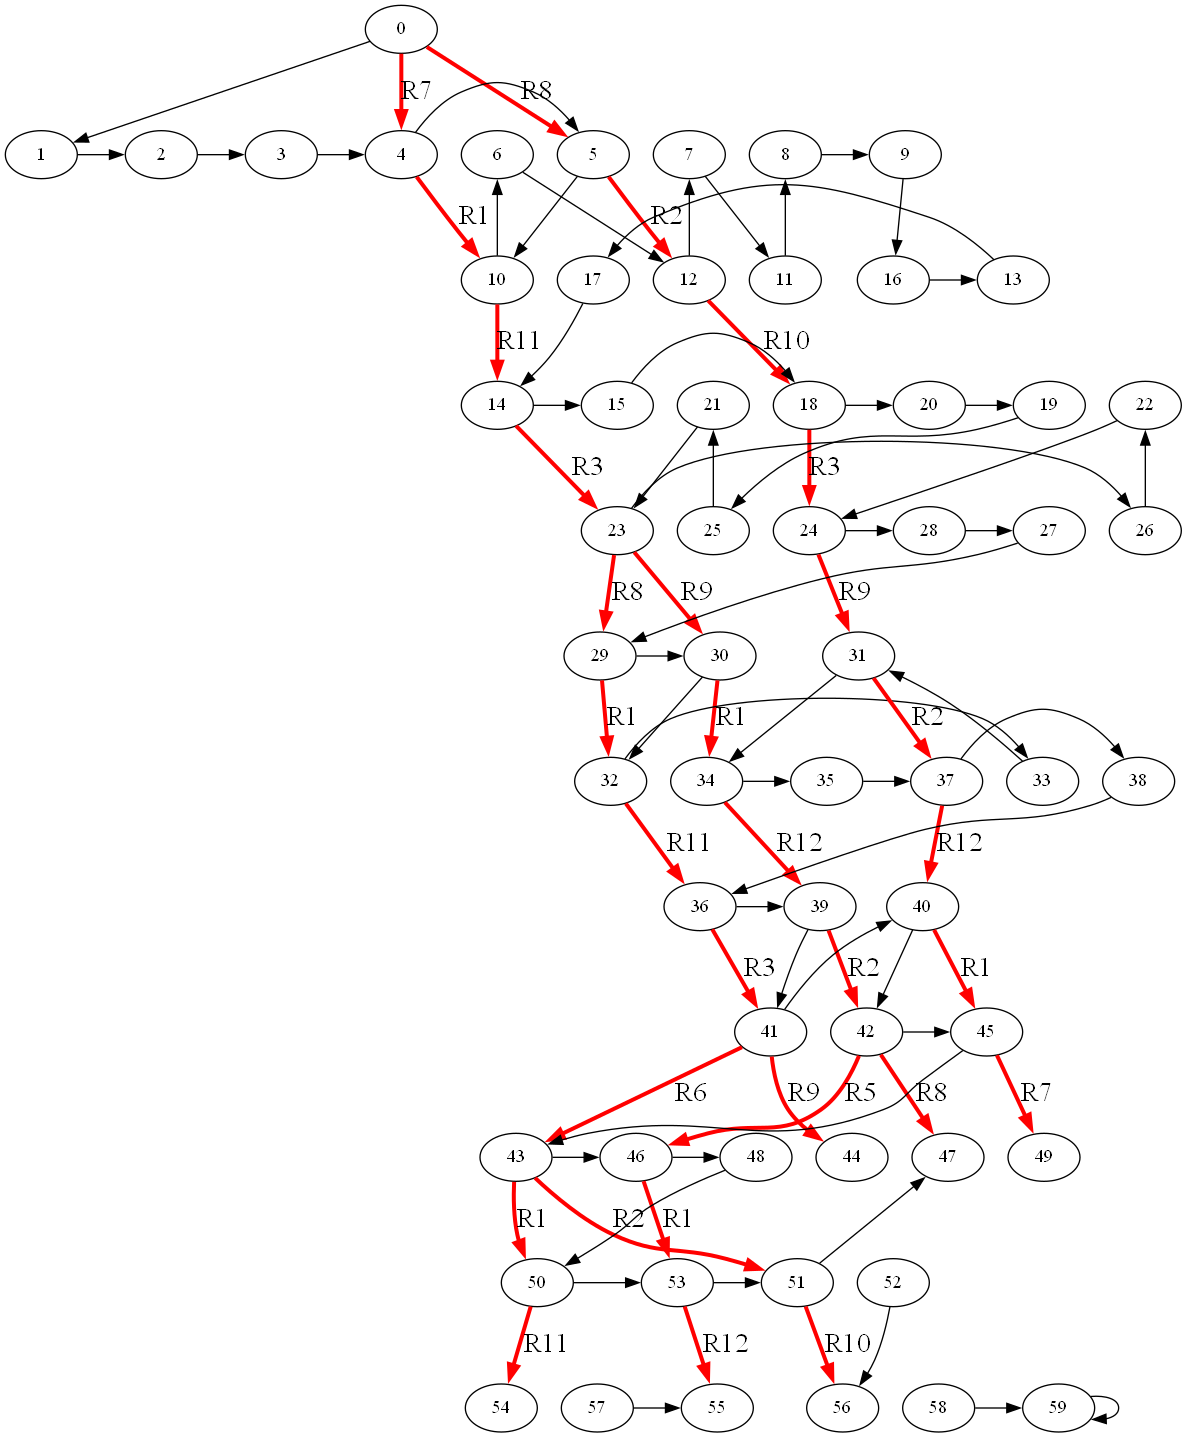 0
R7 R8
1 2 3 4 6 5 7 8 9
R1 R2
10 17 12 11 16 13
R11 R10
14 15 21 18 20 19 22
R3 R3
23 25 24 28 27 26
R8 R9 R9
29 30 31
R1 R1 R2
32 34 35 37 33 38
R11 R12 R12
36 39 40
R3 R2 R1
41 42 45
R6 R9 R5 R8 R7
43 46 48 44 47 49
R1 R2 R1
50 53 51 52
R11 R12 R10
54 57 55 56 58 59